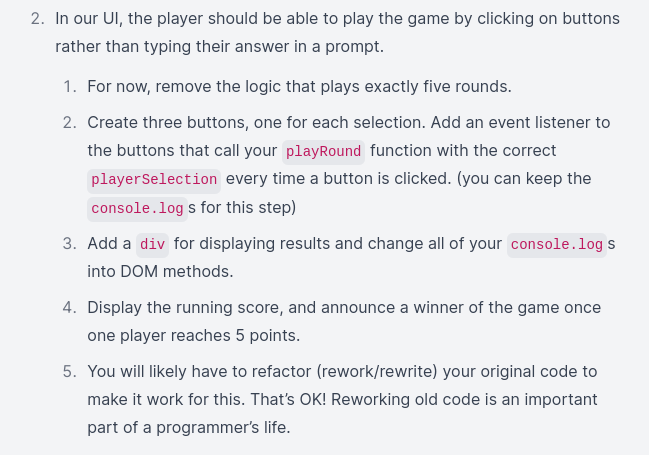 2. In our UI, the player should be able to play the game by clicking on buttons
rather than typing their answer in a prompt.
1. For now, remove the logic that plays exactly five rounds.
2. Create three buttons, one for each selection. Add an event listener to
the buttons that call your playRound function with the correct
playerSelection every time a button is clicked. (you can keep the
console.logs for this step)
3. Add a div for displaying results and change all of your console.logs
into DOM methods.
4. Display the running score, and announce a winner of the game once
one player reaches 5 points.
5. You will likely have to refactor (rework/rewrite) your original code to
make it work for this. That’s OK! Reworking old code is an important
part of a programmer’s life.